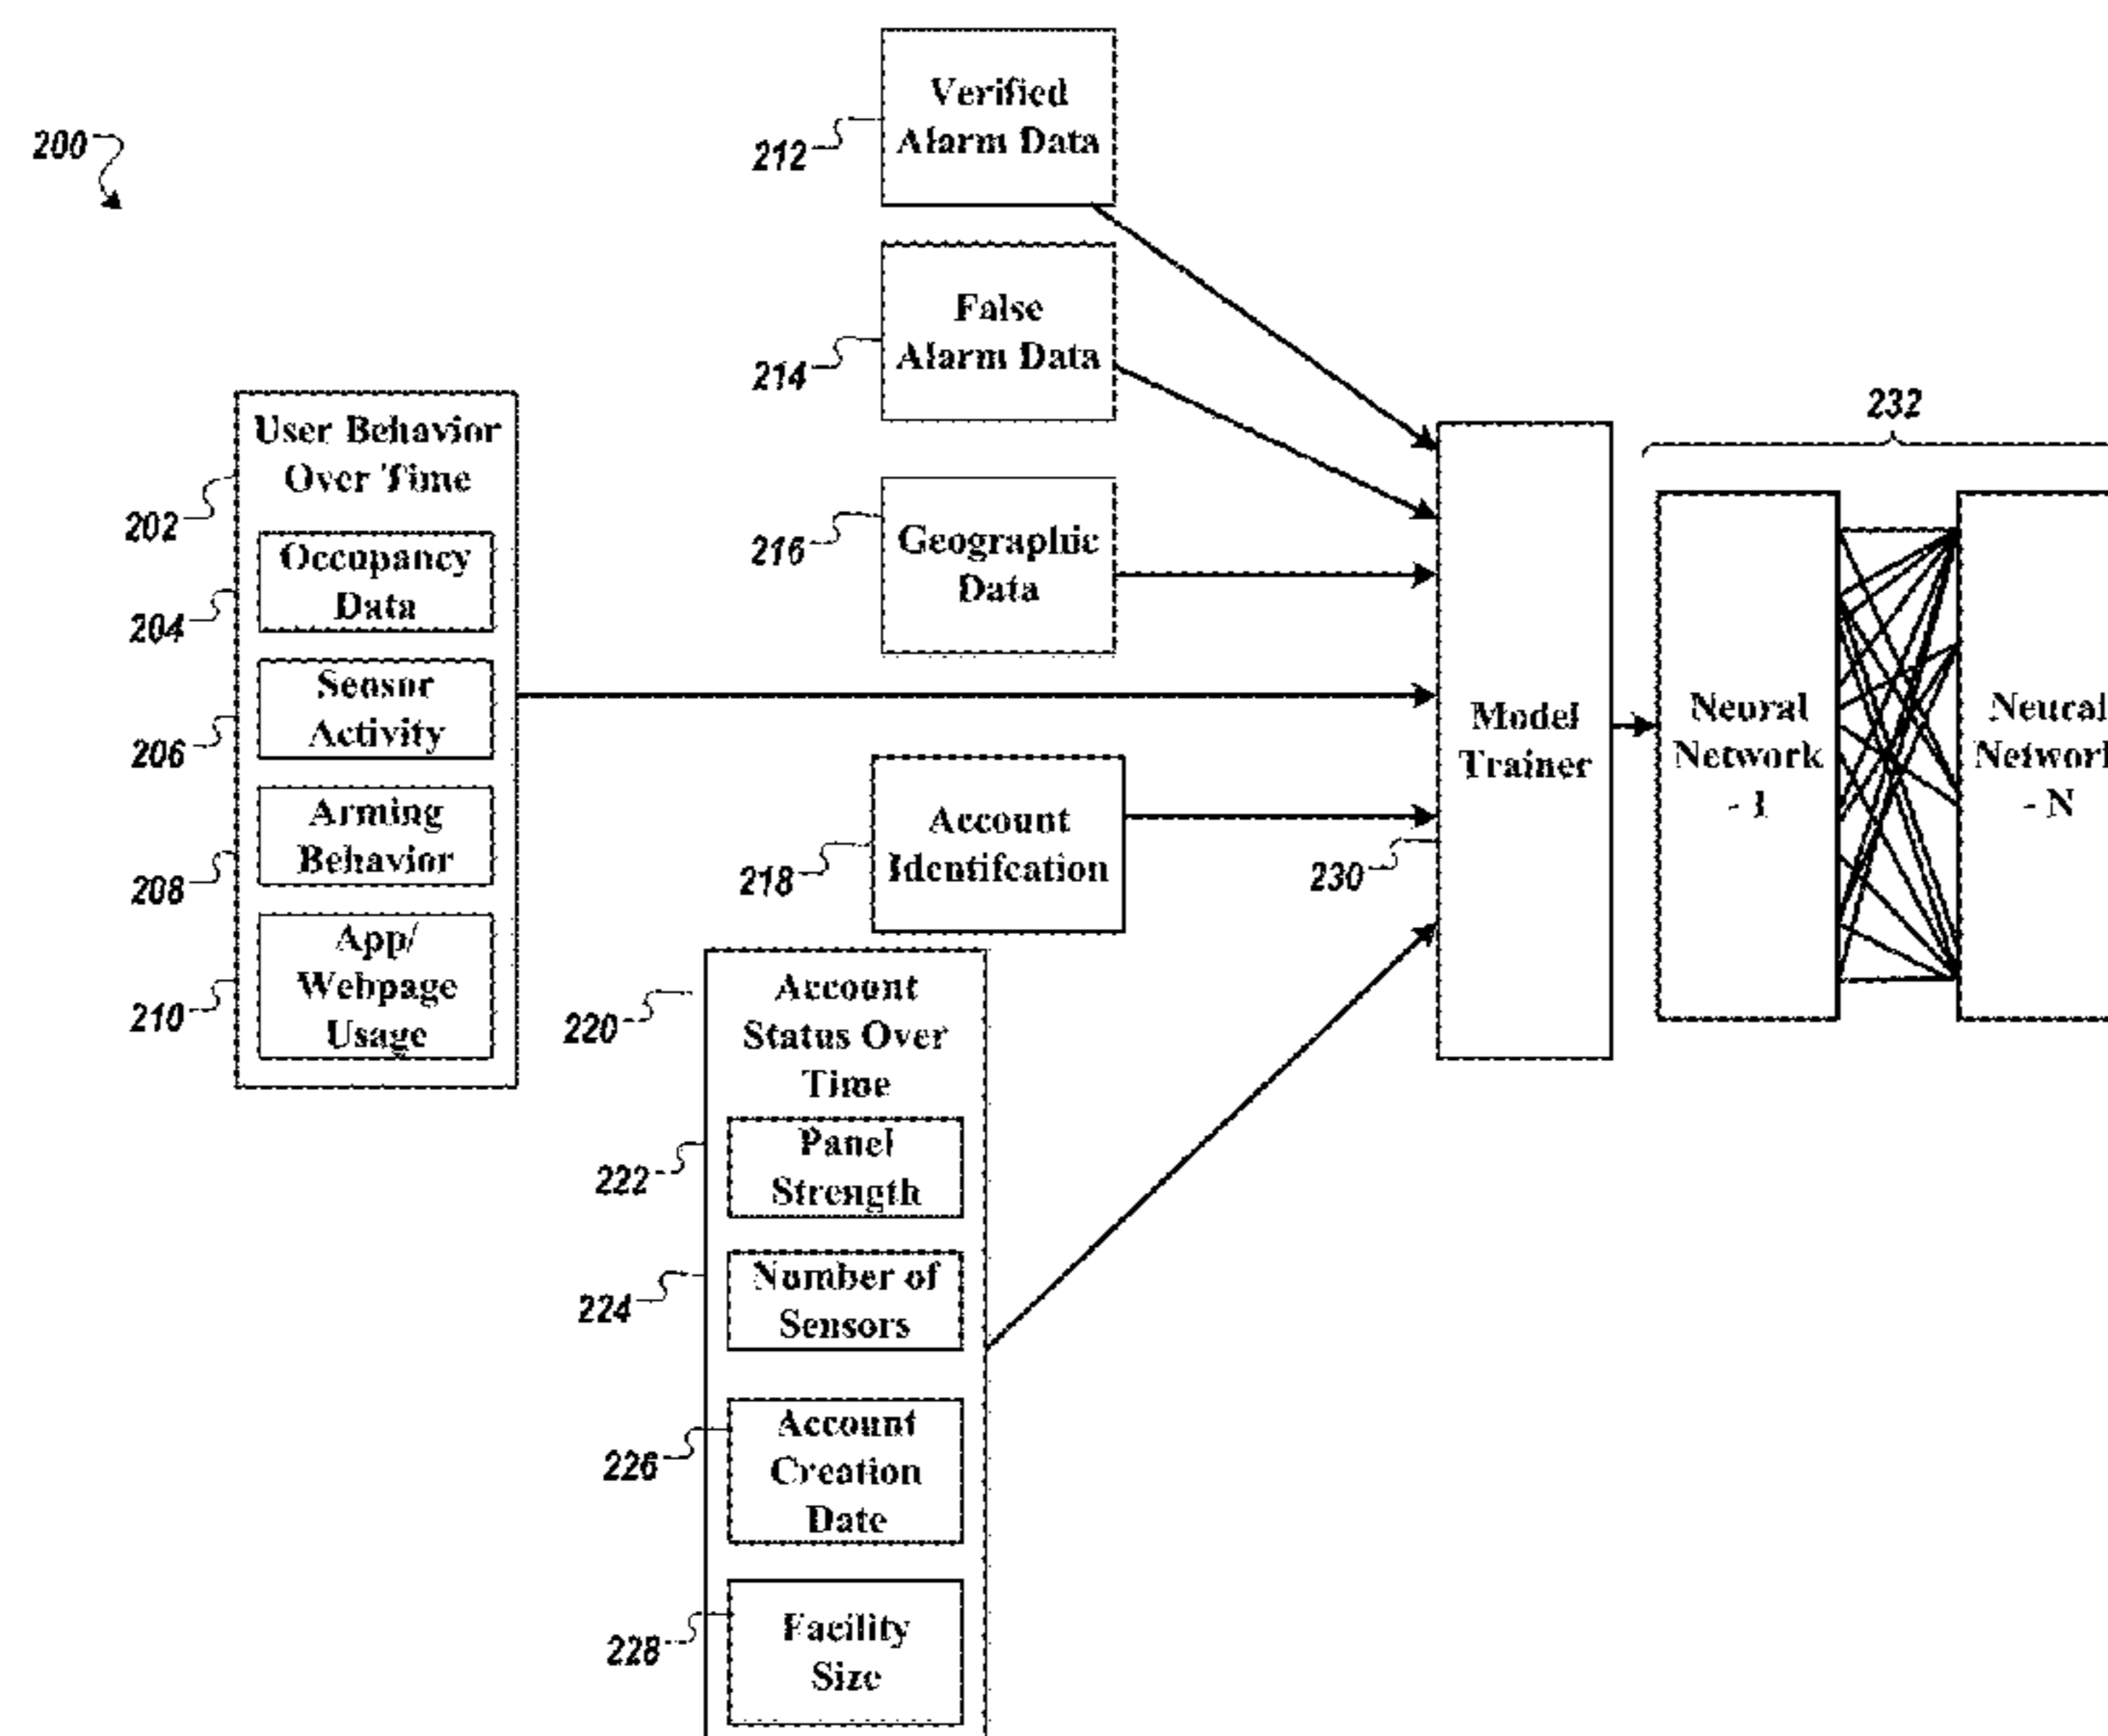 200
212
Verified
Alarm Data
214
False
Alarm Data
216
Geographic
Data
202
User Behavior
Over Time
204
Occupancy
Data
206
Sensor
Activity
208
Arming
Behavior
210
App/
Webpage
Usage
218
Account
Identifcation
220
Account
Status Over
Time
222
Panel
Strength
224
Number of
Sensors
226
Account
Creation
Date
228
Facility
Size
230
Model
Trainer
232
Neural
Network
- 1
Neural
Network
- N